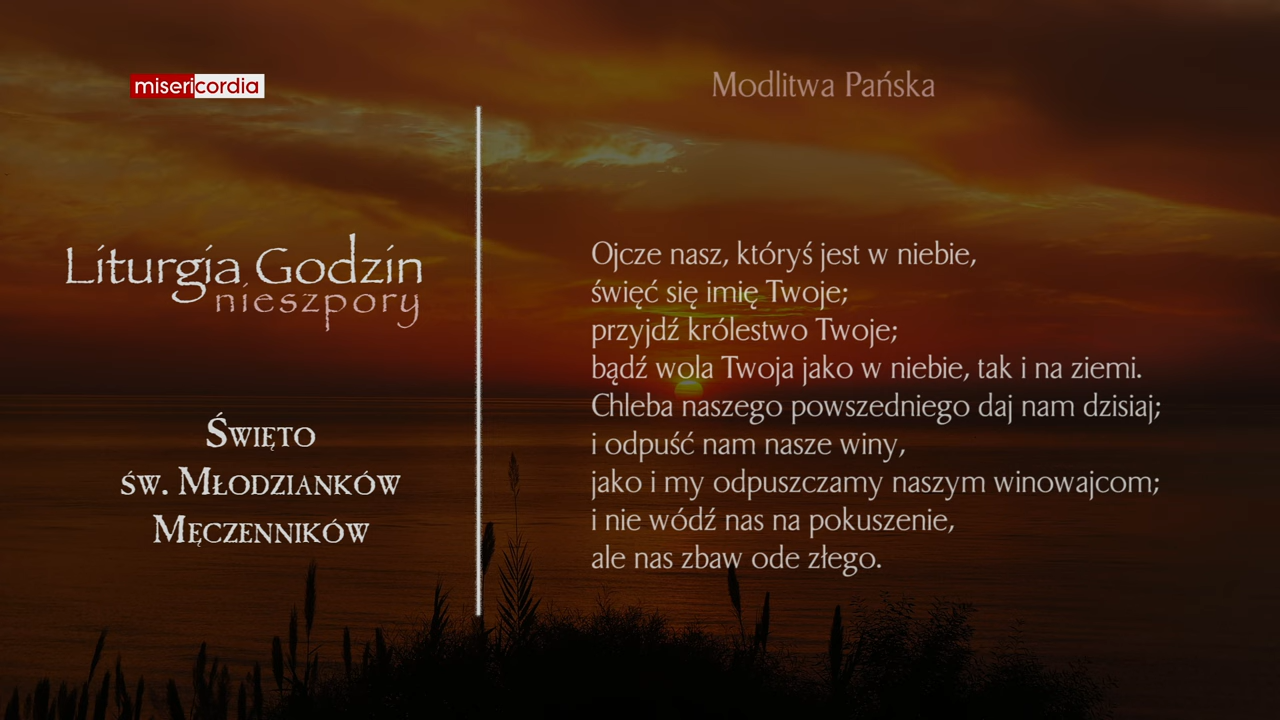 misericordia
Liturgia Godzin
nieszpory
Święto
św. Młodzianków
Męczenników
Modlitwa Pańska
Ojcze nasz, któryś jest w niebie,
święć się imię Twoje;
przyjdź królestwo Twoje;
bądź wola Twoja jako w niebie, tak i na ziemi.
Chleba naszego powszedniego daj nam dzisiaj;
i odpuść nam nasze winy,
jako i my odpuszczamy naszym winowajcom;
i nie wódź nas na pokuszenie,
ale nas zbaw ode złego.